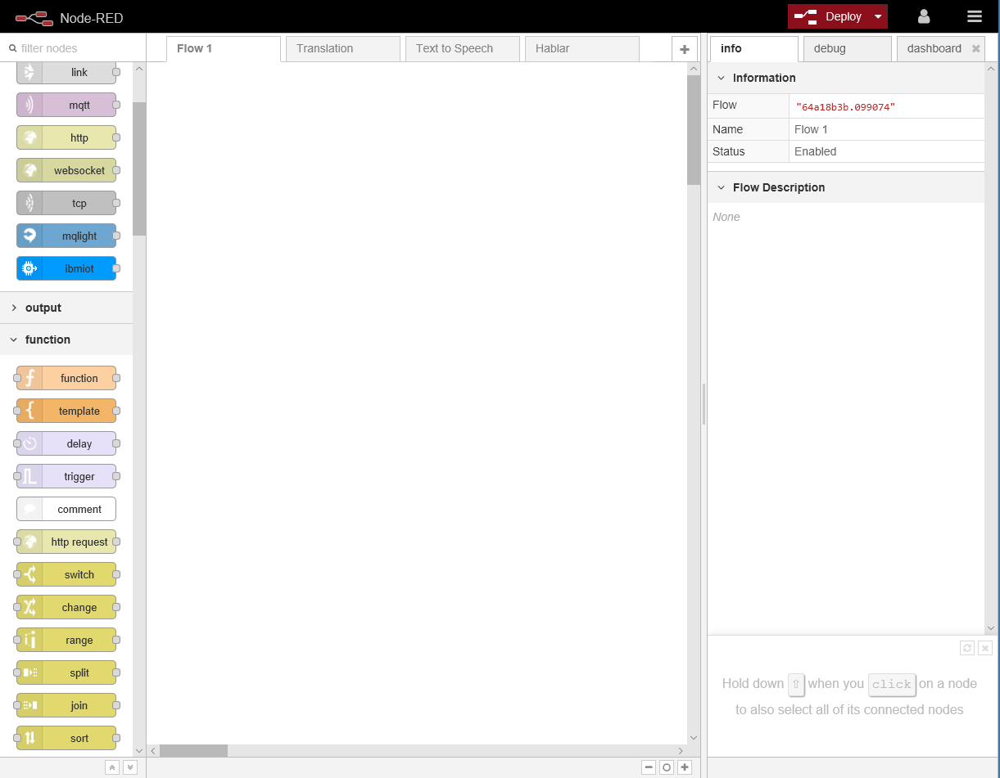 Node-RED
Deploy
filter nodes
Flow 1
Translation
Text to Speech
Hablar
info
debug
dashboard
link
mqtt
http
websocket
tcp
mqlight
ibmiot
output
function
function
template
delay
trigger
comment
http request
switch
change
range
split
join
sort
Information
Flow "64a18b3b.099074"
Name Flow 1
Status Enabled
Flow Description
None
Hold down ⇧ when you click on a node
to also select all of its connected nodes